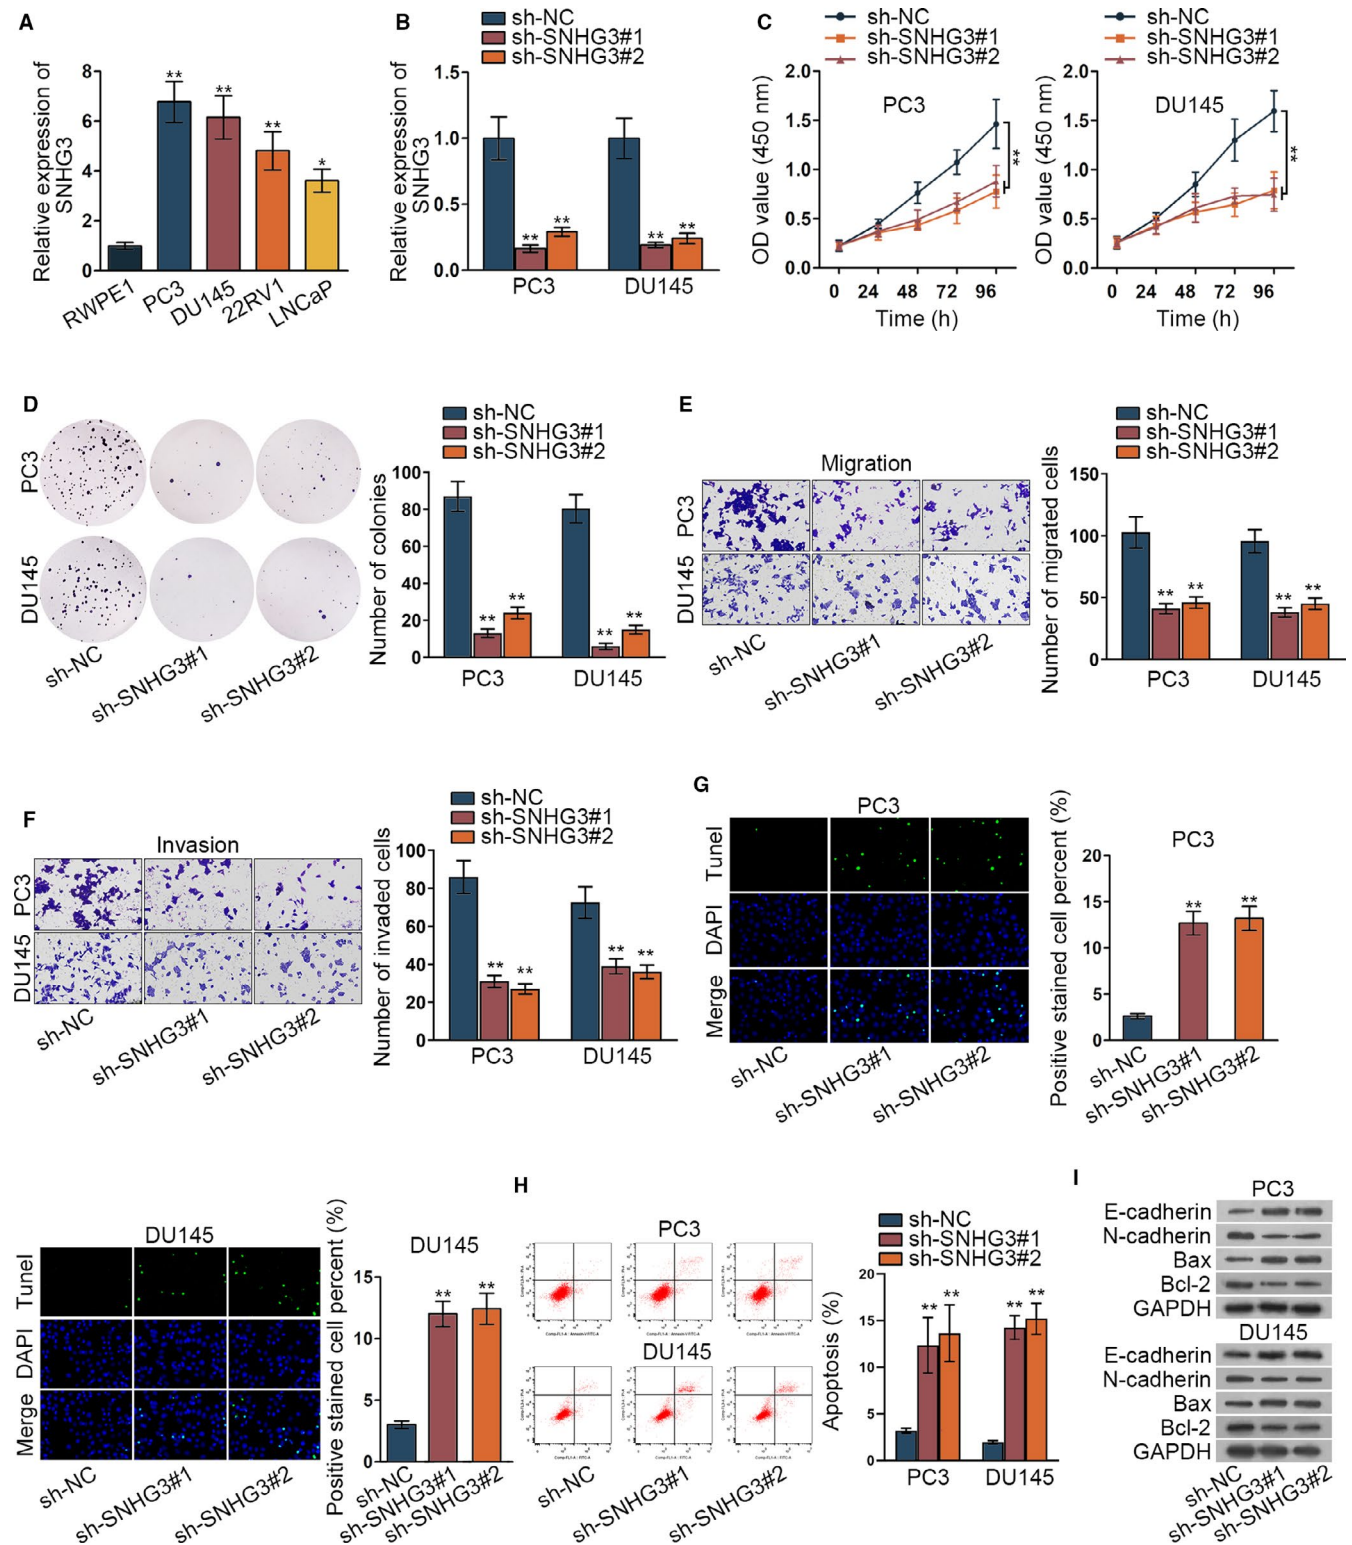 A
Relative expression of
SNHG3
8
6
4
2
0
**
**
**
*
RWPE1
PC3
DU145
22RV1
LNCaP
B
sh-NC
sh-SNHG3#1
sh-SNHG3#2
Relative expression of
SNHG3
1.5
1.0
0.5
0.0
**
**
**
**
PC3
DU145
C
sh-NC
sh-SNHG3#1
sh-SNHG3#2
OD value (450 nm)
2.0
1.5
1.0
0.5
0.0
PC3
**
0 24 48 72 96
Time (h)
sh-NC
sh-SNHG3#1
sh-SNHG3#2
OD value (450 nm)
2.0
1.5
1.0
0.5
0.0
DU145
**
0 24 48 72 96
Time (h)
D
PC3
DU145
sh-NC
sh-SNHG3#1
sh-SNHG3#2
sh-NC
sh-SNHG3#1
sh-SNHG3#2
Number of colonies
100
80
60
40
20
0
**
**
**
**
PC3
DU145
E
Migration
PC3
DU145
sh-NC
sh-SNHG3#1
sh-SNHG3#2
sh-NC
sh-SNHG3#1
sh-SNHG3#2
Number of migrated cells
150
100
50
0
**
**
**
**
PC3
DU145
F
Invasion
PC3
DU145
sh-NC
sh-SNHG3#1
sh-SNHG3#2
sh-NC
sh-SNHG3#1
sh-SNHG3#2
Number of invaded cells
100
80
60
40
20
0
**
**
**
**
PC3
DU145
G
PC3
Tunel
DAPI
Merge
sh-NC
sh-SNHG3#1
sh-SNHG3#2
Positive stained cell percent (%)
PC3
20
15
10
5
0
**
**
sh-NC
sh-SNHG3#1
sh-SNHG3#2
DU145
Tunel
DAPI
Merge
sh-NC
sh-SNHG3#1
sh-SNHG3#2
Positive stained cell percent (%)
DU145
15
10
5
0
**
**
sh-NC
sh-SNHG3#1
sh-SNHG3#2
H
PC3
DU145
sh-NC
sh-SNHG3#1
sh-SNHG3#2
sh-NC
sh-SNHG3#1
sh-SNHG3#2
Apoptosis (%)
20
15
10
5
0
**
**
**
**
PC3
DU145
I
PC3
E-cadherin
N-cadherin
Bax
Bcl-2
GAPDH
DU145
E-cadherin
N-cadherin
Bax
Bcl-2
GAPDH
sh-NC
sh-SNHG3#1
sh-SNHG3#2